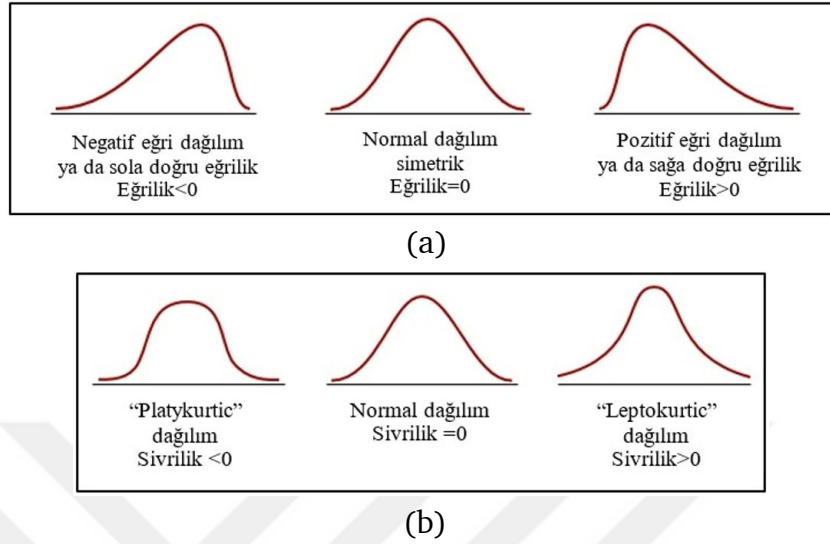 Negatif eğri dağılım
ya da sola doğru eğrilik
Eğrilik<0
Normal dağılım
simetrik
Eğrilik=0
Pozitif eğri dağılım
ya da sağa doğru eğrilik
Eğrilik>0
(a)
“Platykurtic”
dağılım
Sivrilik <0
Normal dağılım
Sivrilik =0
“Leptokurtic”
dağılım
Sivrilik>0
(b)